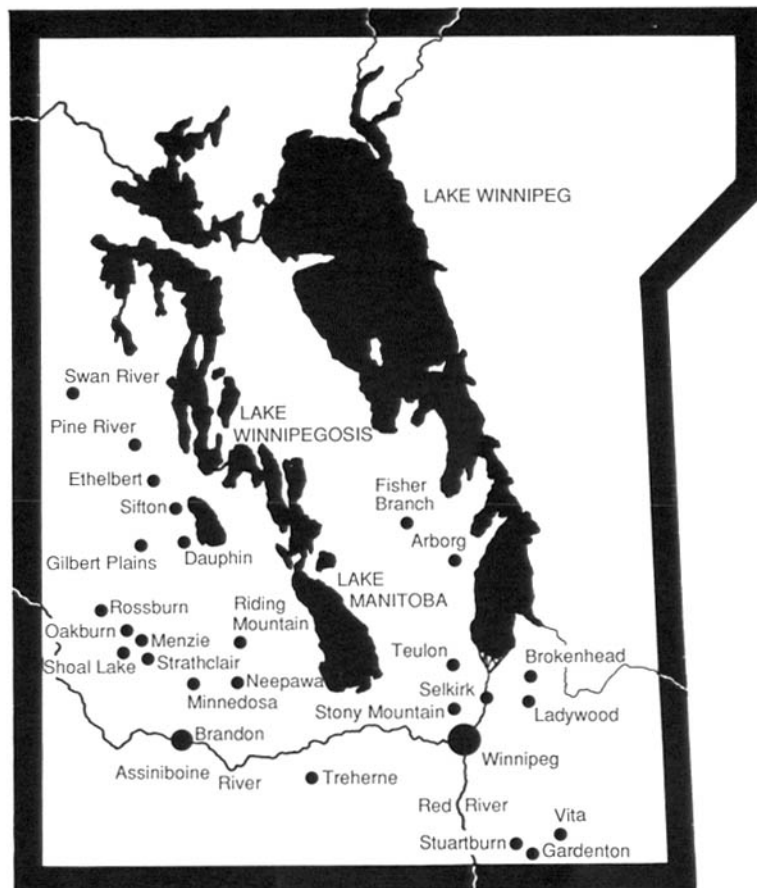 LAKE WINNIPEG
Swan River
LAKE
WINNIPEGOSIS
Pine River
Ethelbert
Fisher
Branch
Sifton
Arborg
Gilbert Plains
Dauphin
LAKE
MANITOBA
Rossburn
Riding
Mountain
Oakburn
Menzie
Shoal Lake
Strathclair
Teulon
Brokenhead
Minnedosa
Neepawa
Selkirk
Stony Mountain
Ladywood
Brandon
Winnipeg
Assiniboine
River
Treherne
Red River
Vita
Stuartburn
Gardenton